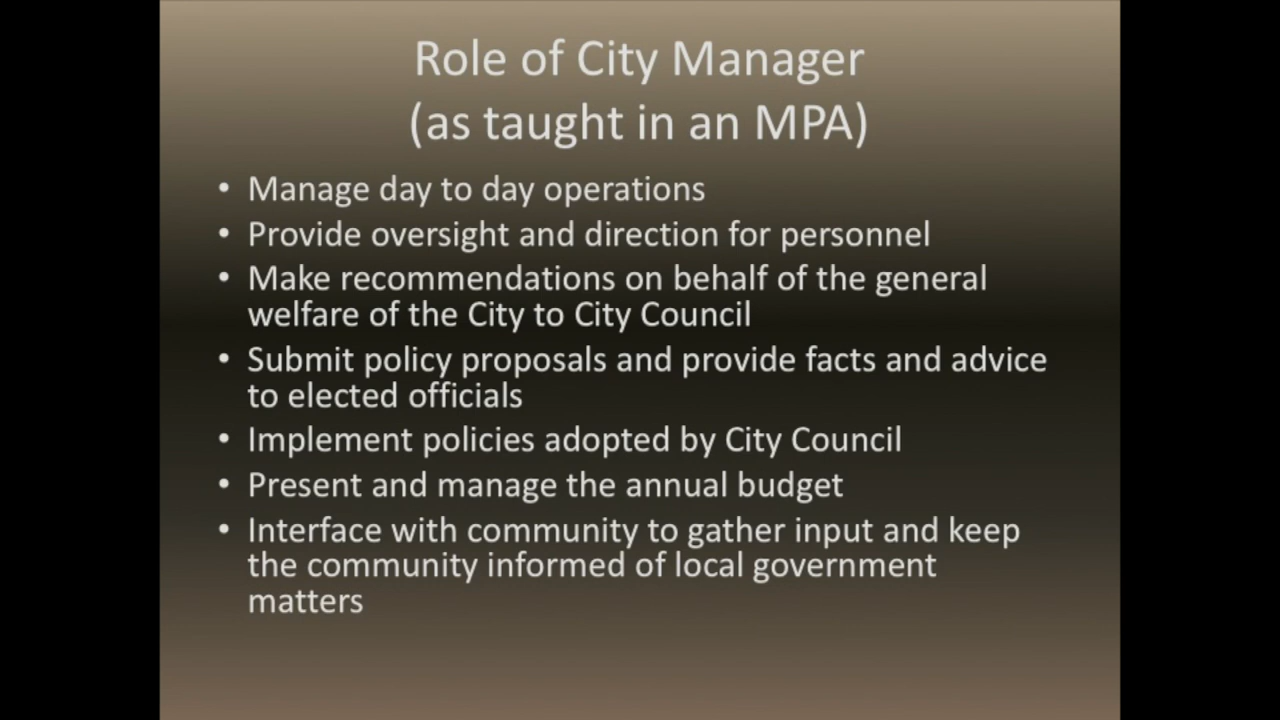 Role of City Manager
(as taught in an MPA)
• Manage day to day operations
• Provide oversight and direction for personnel
• Make recommendations on behalf of the general
welfare of the City to City Council
• Submit policy proposals and provide facts and advice
to elected officials
• Implement policies adopted by City Council
• Present and manage the annual budget
• Interface with community to gather input and keep
the community informed of local government
matters